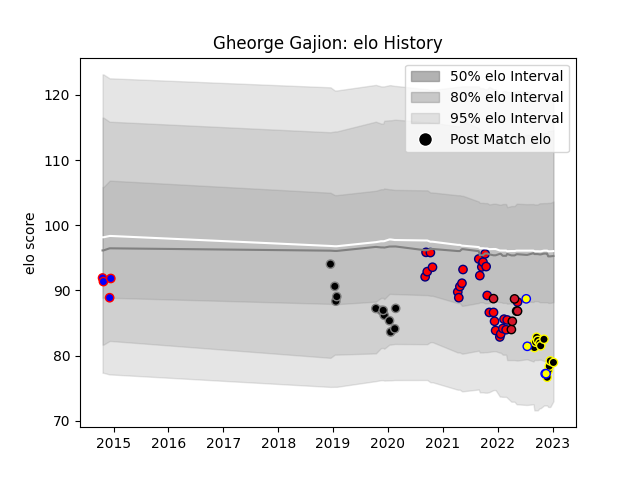 Gheorge Gajion: elo History
50% elo Interval
80% elo Interval
95% elo Interval
Post Match elo
elo score
120
110
100
90
80
70
2015 2016 2017 2018 2019 2020 2021 2022 2023